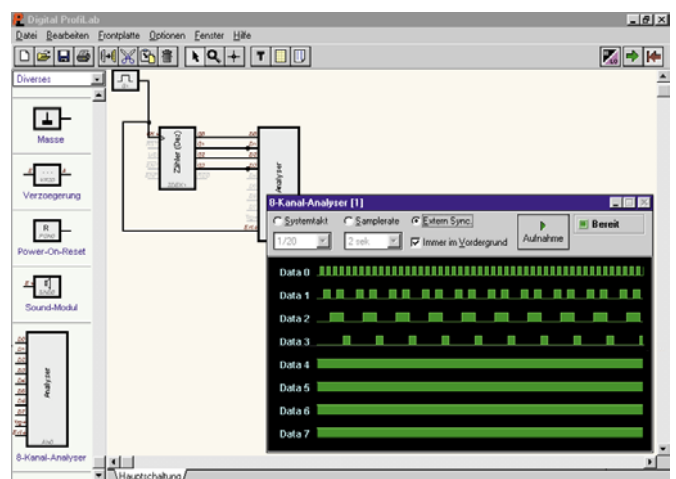 Digital ProfiLab
Datei Bearbeiten Frontplatte Optionen Fenster Hilfe
Diverses
Masse
Verzoegerung
Power-On-Reset
Sound-Modul
Analyser
8-Kanal-Analyser
Zähler (Dez)
Analyser
8-Kanal-Analyser [1]
Systemtakt Samplerate Extern Sync.
1/20 2 sek. Immer im Vordergrund
Aufnahme
Bereit
Data 0
Data 1
Data 2
Data 3
Data 4
Data 5
Data 6
Data 7
Hauptschaltung